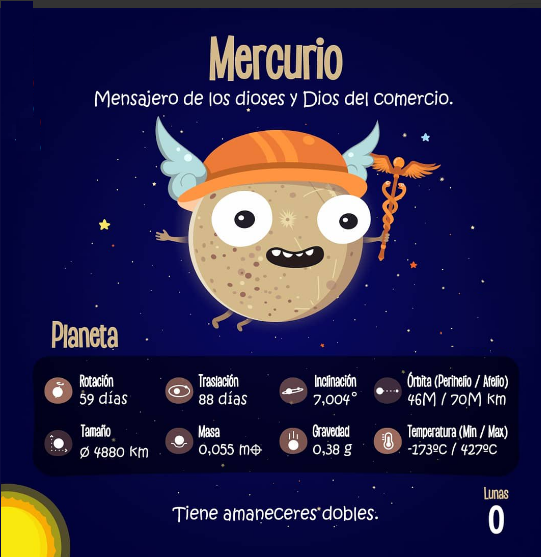 Mercurio
Mensajero de los dioses y Dios del comercio.
Planeta
Rotación
59 días
Traslación
88 días
Inclinación
7,004°
Órbita (Perihelio / Afelio)
46M / 70M km
Tamaño
Ø 4880 km
Masa
0,055 m⊕
Gravedad
0,38 g
Temperatura (Min / Max)
-173ºC / 427ºC
Tiene amaneceres dobles.
Lunas
0